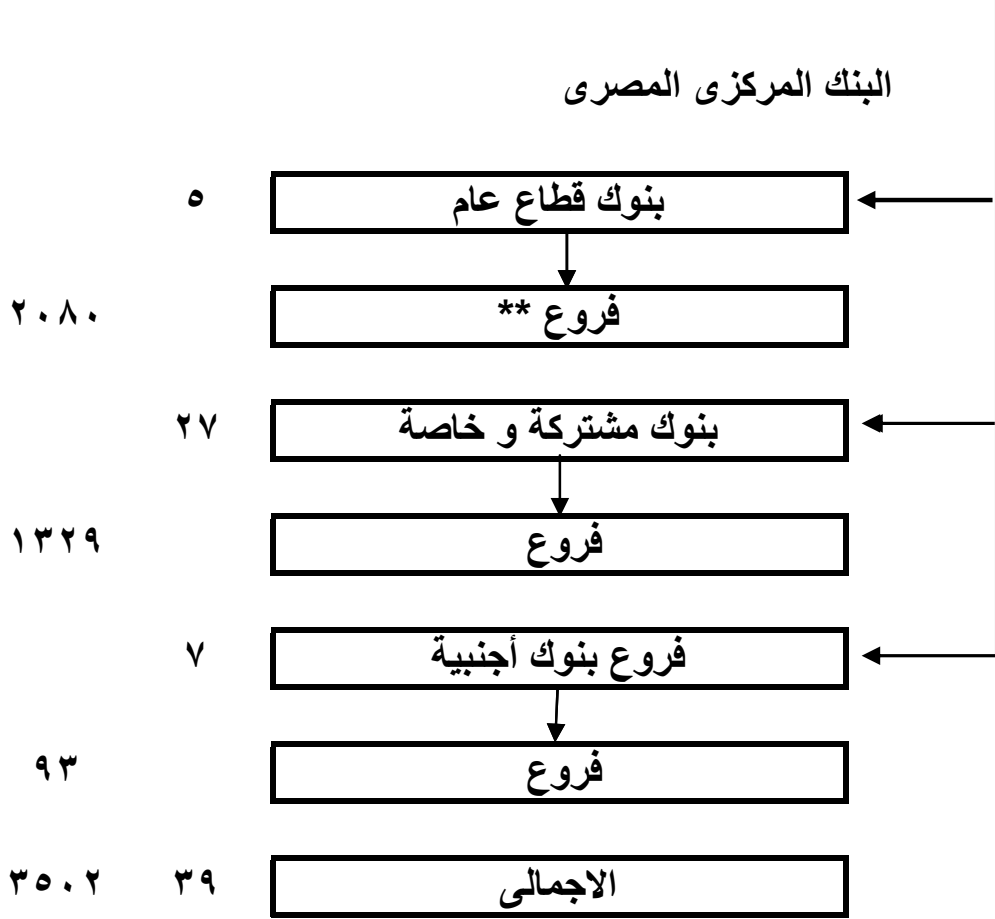 البنك المركزى المصرى
بنوك قطاع عام ٥
فروع ** ٢٠٨٠
بنوك مشتركة و خاصة ٢٧
فروع ١٣٢٩
فروع بنوك أجنبية ٧
فروع ٩٣
الاجمالى ٣٩ ٣٥٠٢